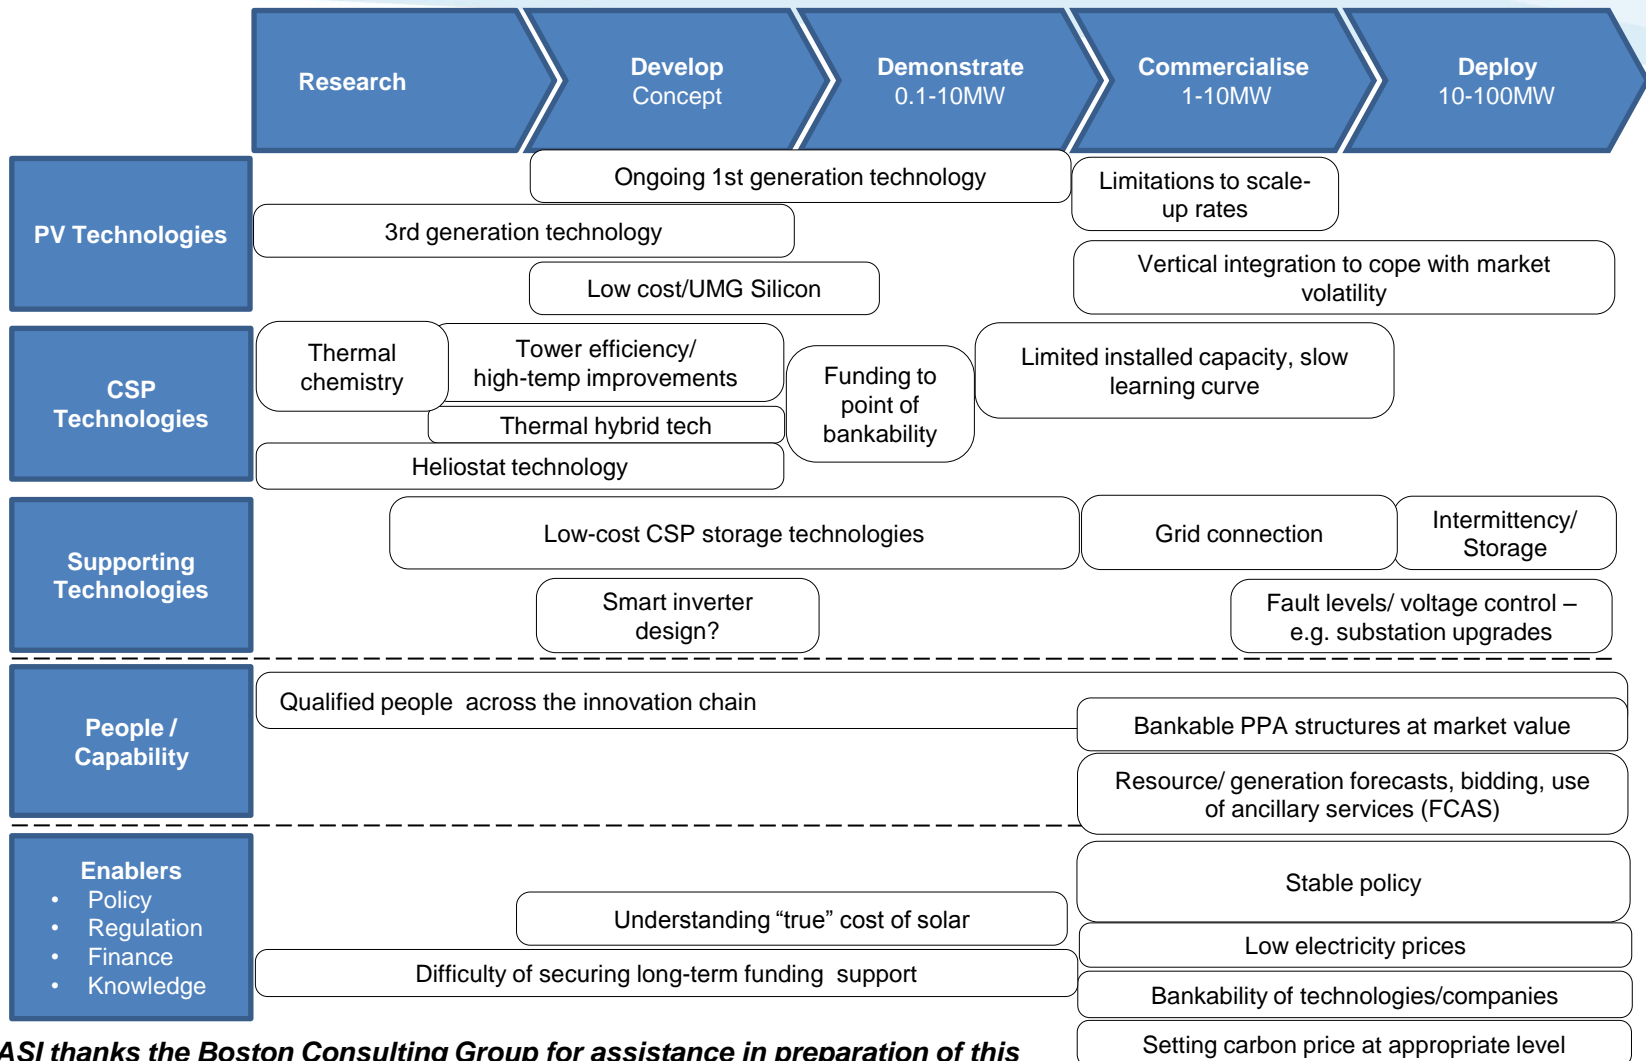 Research
Develop
Concept
Demonstrate
0.1-10MW
Commercialise
1-10MW
Deploy
10-100MW
PV Technologies
Ongoing 1st generation technology
Limitations to scale-
up rates
3rd generation technology
Vertical integration to cope with market
volatility
Low cost/UMG Silicon
CSP
Technologies
Thermal
chemistry
Tower efficiency/
high-temp improvements
Thermal hybrid tech
Heliostat technology
Funding to
point of
bankability
Limited installed capacity, slow
learning curve
Supporting
Technologies
Low-cost CSP storage technologies
Grid connection
Intermittency/
Storage
Smart inverter
design?
Fault levels/ voltage control –
e.g. substation upgrades
People /
Capability
Qualified people across the innovation chain
Bankable PPA structures at market value
Resource/ generation forecasts, bidding, use
of ancillary services (FCAS)
Enablers
• Policy
• Regulation
• Finance
• Knowledge
Understanding “true” cost of solar
Difficulty of securing long-term funding support
Stable policy
Low electricity prices
Bankability of technologies/companies
Setting carbon price at appropriate level
ASI thanks the Boston Consulting Group for assistance in preparation of this